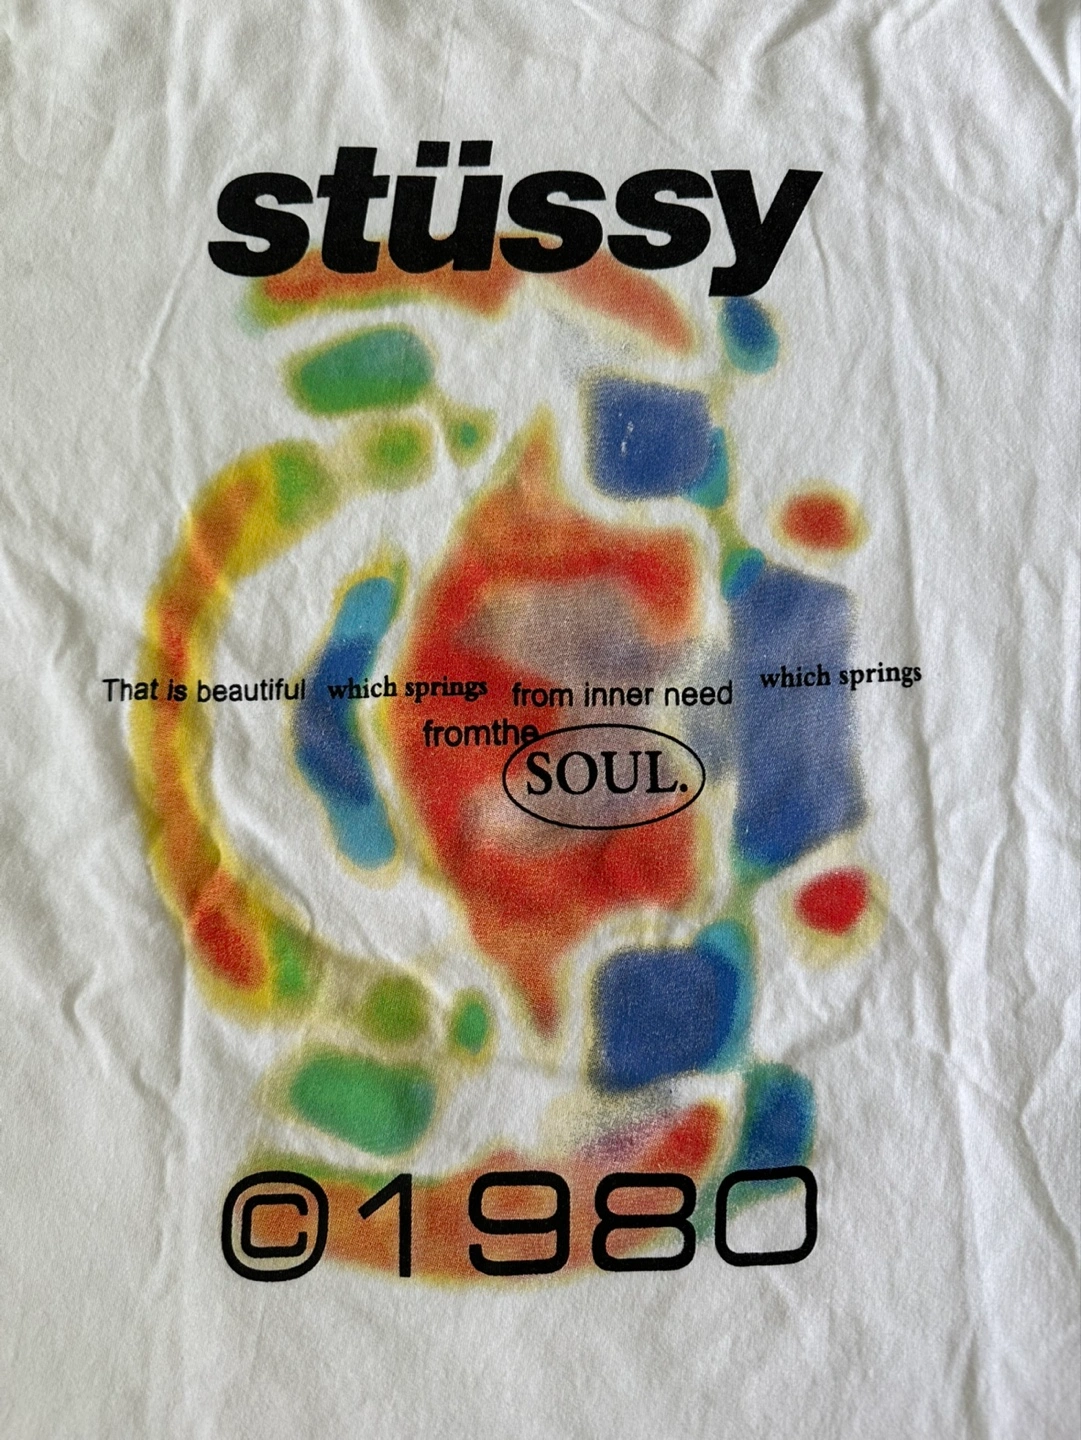 stüssy
That is beautiful which springs from inner need which springs
fromthe
SOUL.
©1980